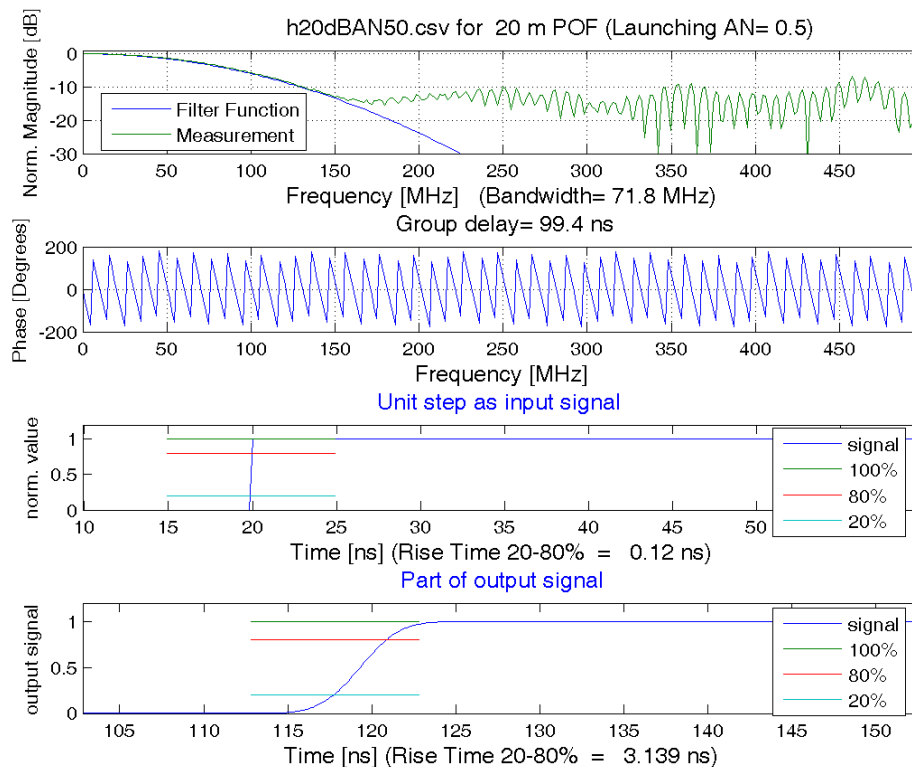 h20dBAN50.csv for  20 m POF (Launching AN= 0.5)
Norm. Magnitude [dB]
0
-10
-20
-30
Filter Function
Measurement
0 50 100 150 200 250 300 350 400 450
Frequency [MHz]   (Bandwidth= 71.8 MHz)
Group delay= 99.4 ns
Phase [Degrees]
200
0
-200
0 50 100 150 200 250 300 350 400 450
Frequency [MHz]
Unit step as input signal
norm. value
1
0.5
0
signal
100%
80%
20%
10 15 20 25 30 35 40 45 50
Time [ns] (Rise Time 20-80%  =   0.12 ns)
Part of output signal
output signal
1
0.5
0
signal
100%
80%
20%
105 110 115 120 125 130 135 140 145 150
Time [ns] (Rise Time 20-80%  =   3.139 ns)